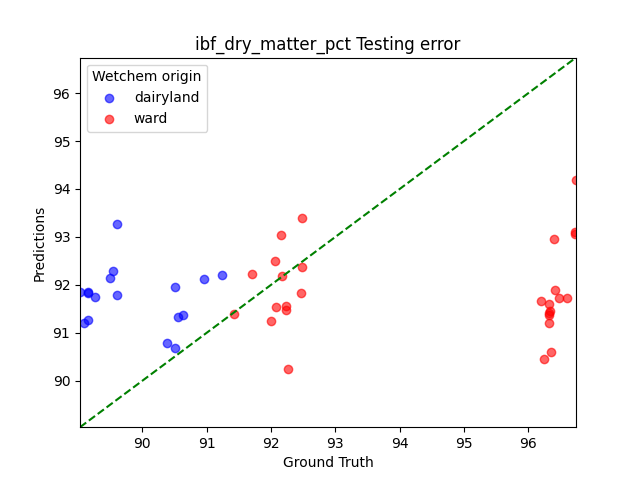 ibf_dry_matter_pct Testing error
Wetchem origin
dairyland
ward
96
95
94
93
92
91
90
Predictions
90
91
92
93
94
95
96
Ground Truth